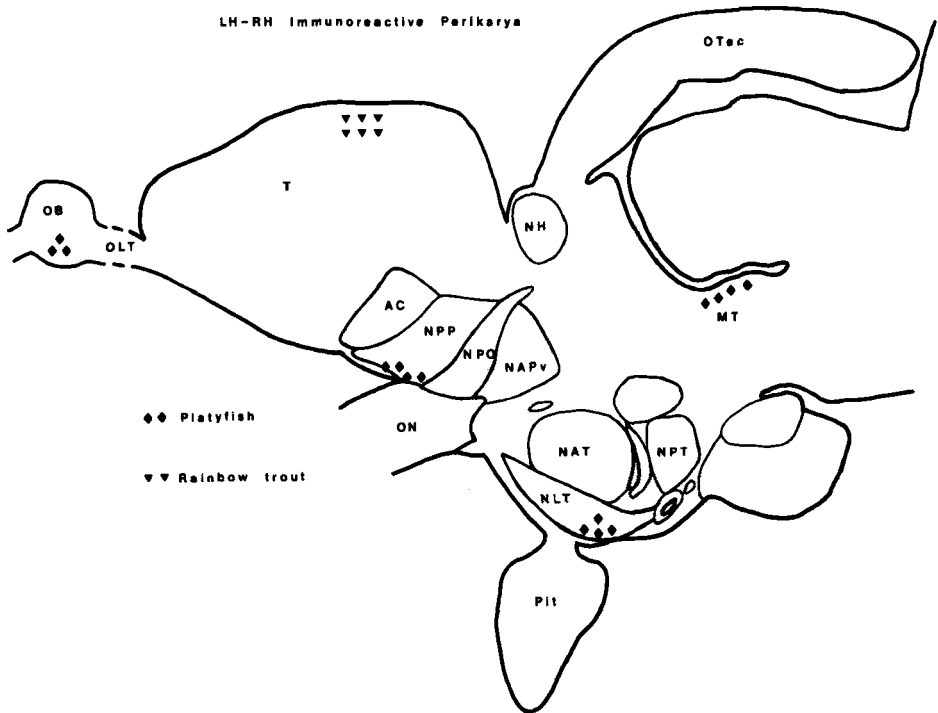 LH-RH Immunoreactive Perikarya
OTec
T
OB
OLT
NH
AC
NPP
NPO
NAPv
MT
Platyfish
ON
NAT
NPT
Rainbow trout
NLT
Pit